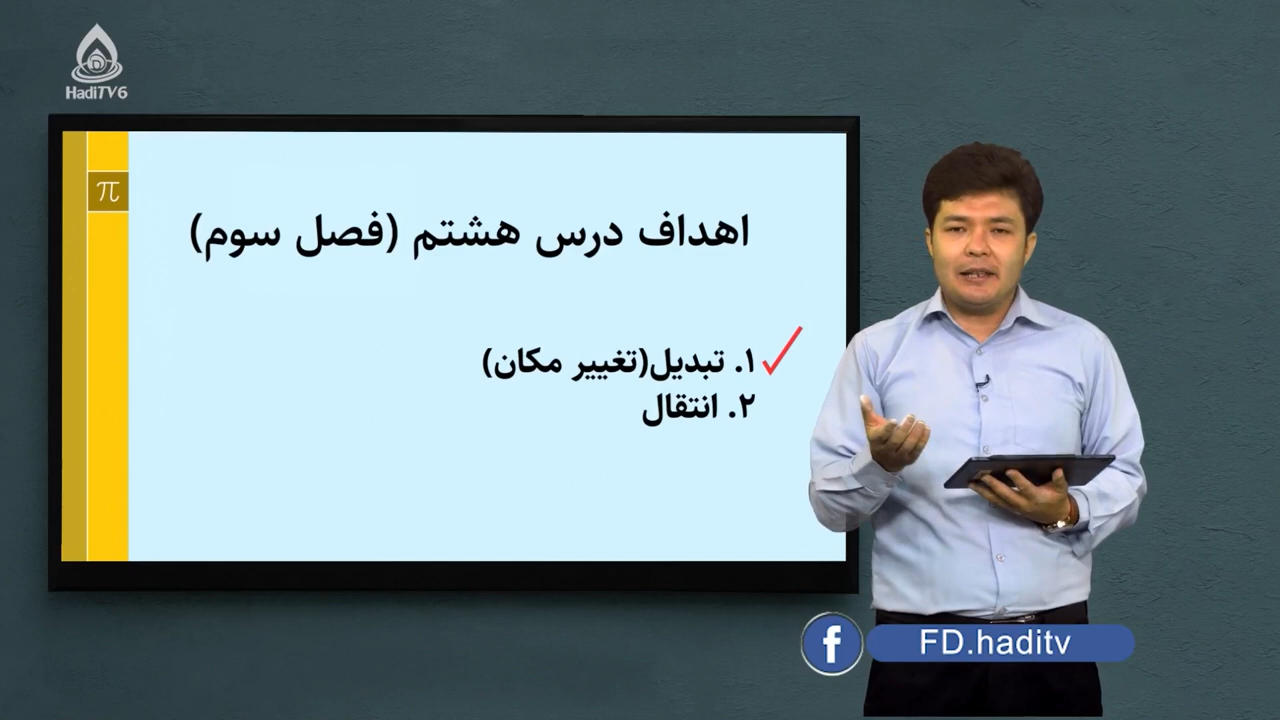 HadiTV6
π
اهداف درس هشتم (فصل سوم)
۱. تبدیل(تغییر مکان)
۲. انتقال
f FD.haditv